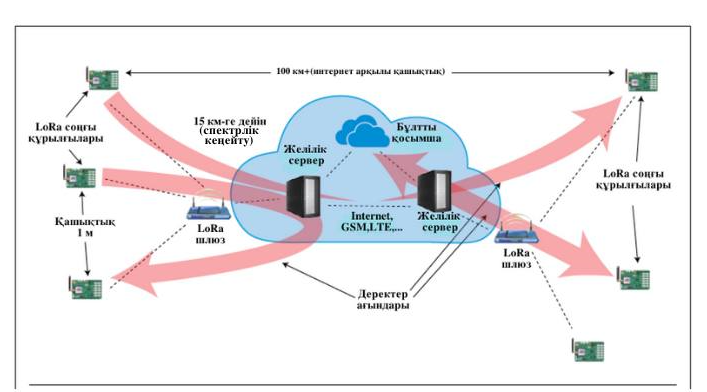 100 км+(интернет арқылы қашықтық)
15 км-ге дейін
(спектрлік
кеңейту)
LoRa соңғы
құрылғылары
Желілік
сервер
Бұлтты
қосымша
LoRa соңғы
құрылғылары
Қашықтық
1 м
LoRa
шлюз
Internet,
GSM,LTE,...
Желілік
сервер
LoRa
шлюз
Деректер
ағындары